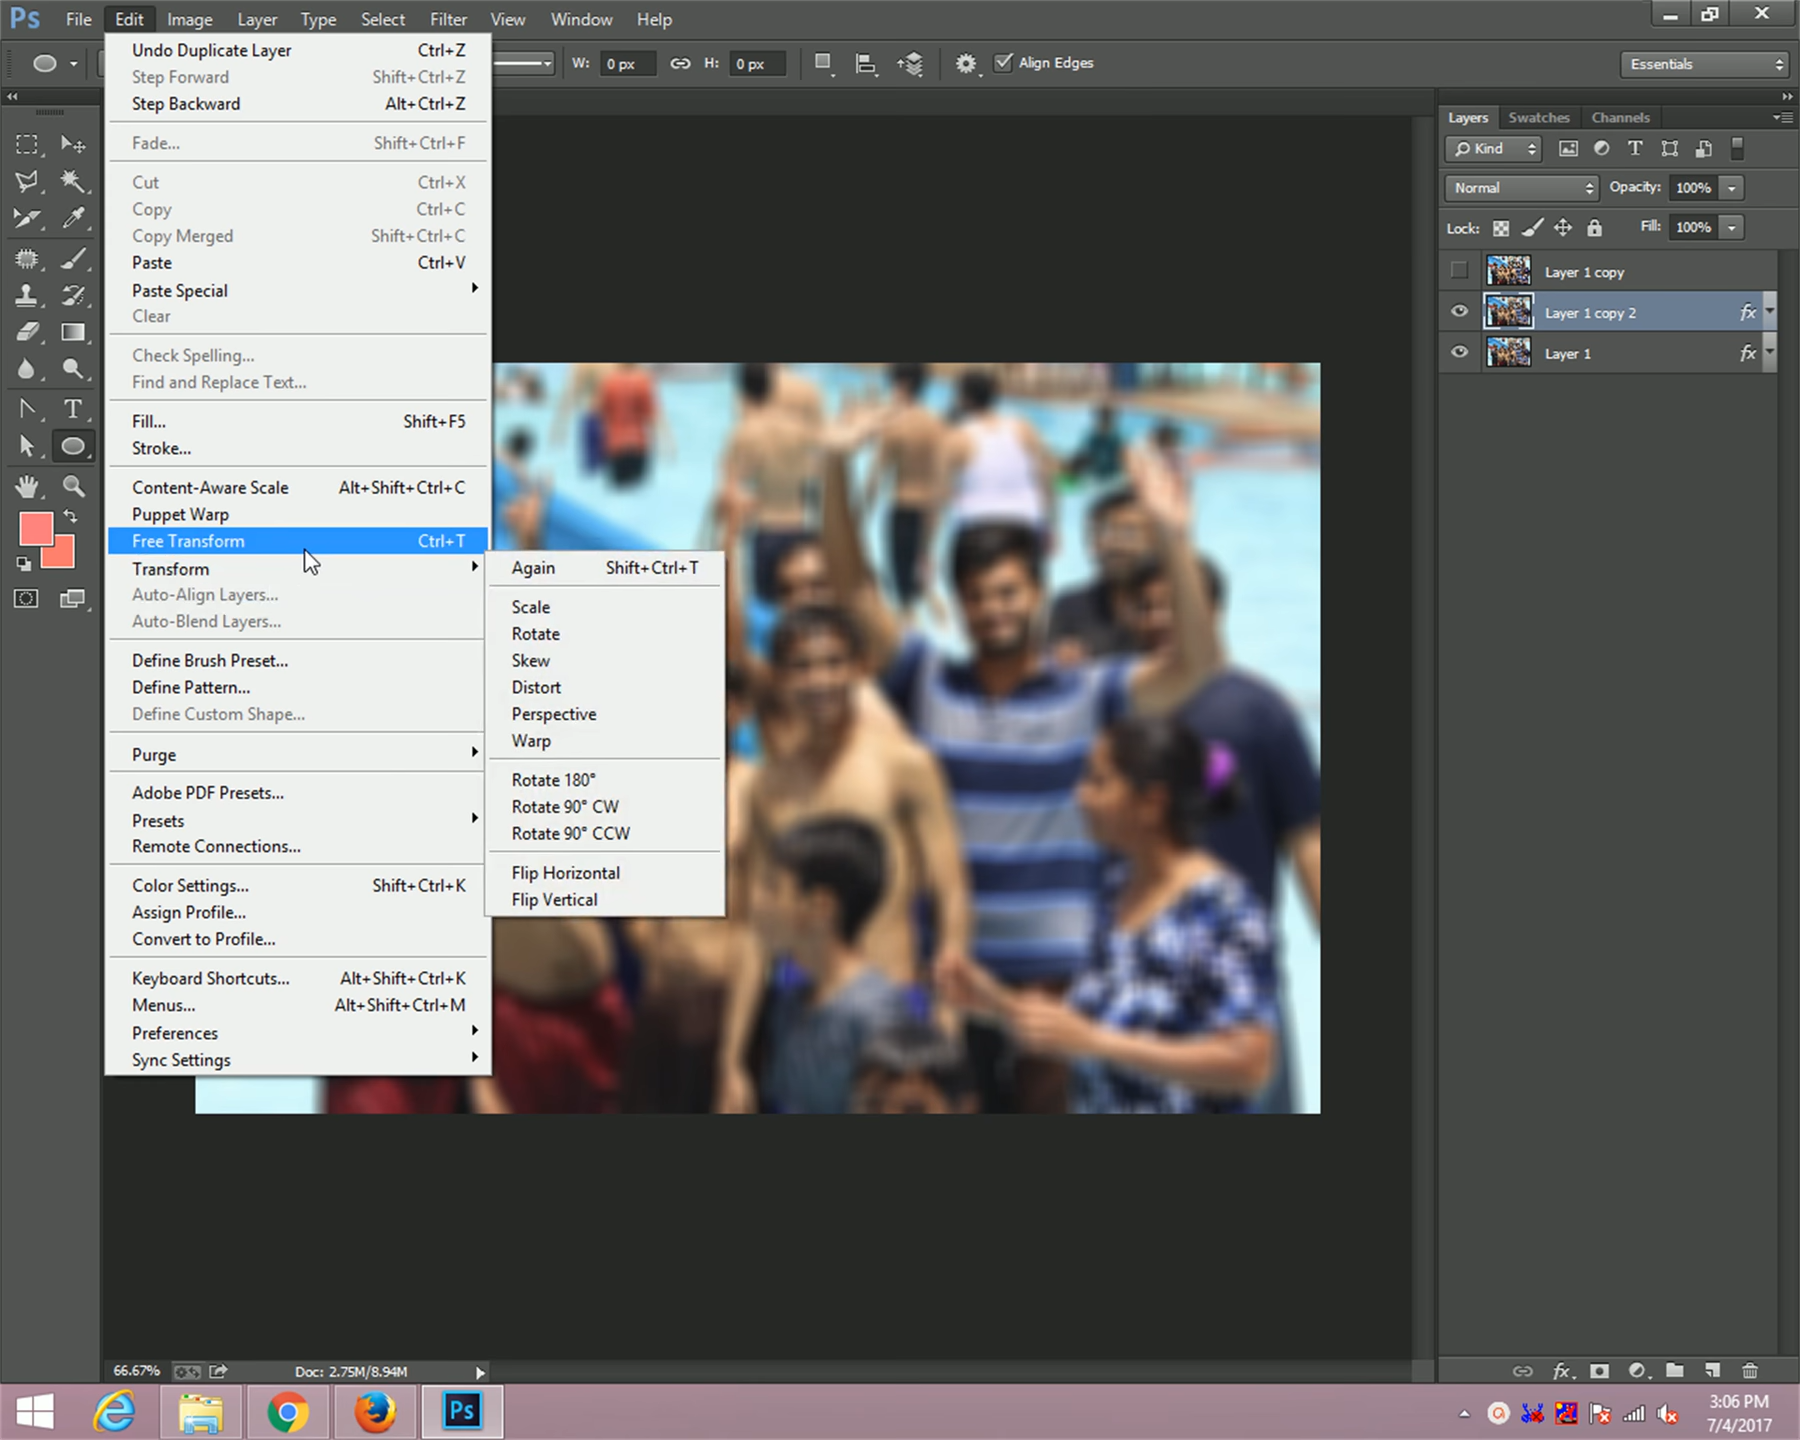 Ps File Edit Image Layer Type Select Filter View Window Help
W: 0 px H: 0 px Align Edges Essentials
Undo Duplicate Layer Ctrl+Z
Step Forward Shift+Ctrl+Z
Step Backward Alt+Ctrl+Z
Fade... Shift+Ctrl+F
Cut Ctrl+X
Copy Ctrl+C
Copy Merged Shift+Ctrl+C
Paste Ctrl+V
Paste Special
Clear
Check Spelling...
Find and Replace Text...
Fill... Shift+F5
Stroke...
Content-Aware Scale Alt+Shift+Ctrl+C
Puppet Warp
Free Transform Ctrl+T
Transform
Auto-Align Layers...
Auto-Blend Layers...
Define Brush Preset...
Define Pattern...
Define Custom Shape...
Purge
Adobe PDF Presets...
Presets
Remote Connections...
Color Settings... Shift+Ctrl+K
Assign Profile...
Convert to Profile...
Keyboard Shortcuts... Alt+Shift+Ctrl+K
Menus... Alt+Shift+Ctrl+M
Preferences
Sync Settings
Again Shift+Ctrl+T
Scale
Rotate
Skew
Distort
Perspective
Warp
Rotate 180°
Rotate 90° CW
Rotate 90° CCW
Flip Horizontal
Flip Vertical
Layers Swatches Channels
Kind
Normal Opacity: 100%
Lock: Fill: 100%
Layer 1 copy
Layer 1 copy 2 fx
Layer 1 fx
66.67% Doc: 2.75M/8.94M
fx
Ps
3:06 PM
7/4/2017